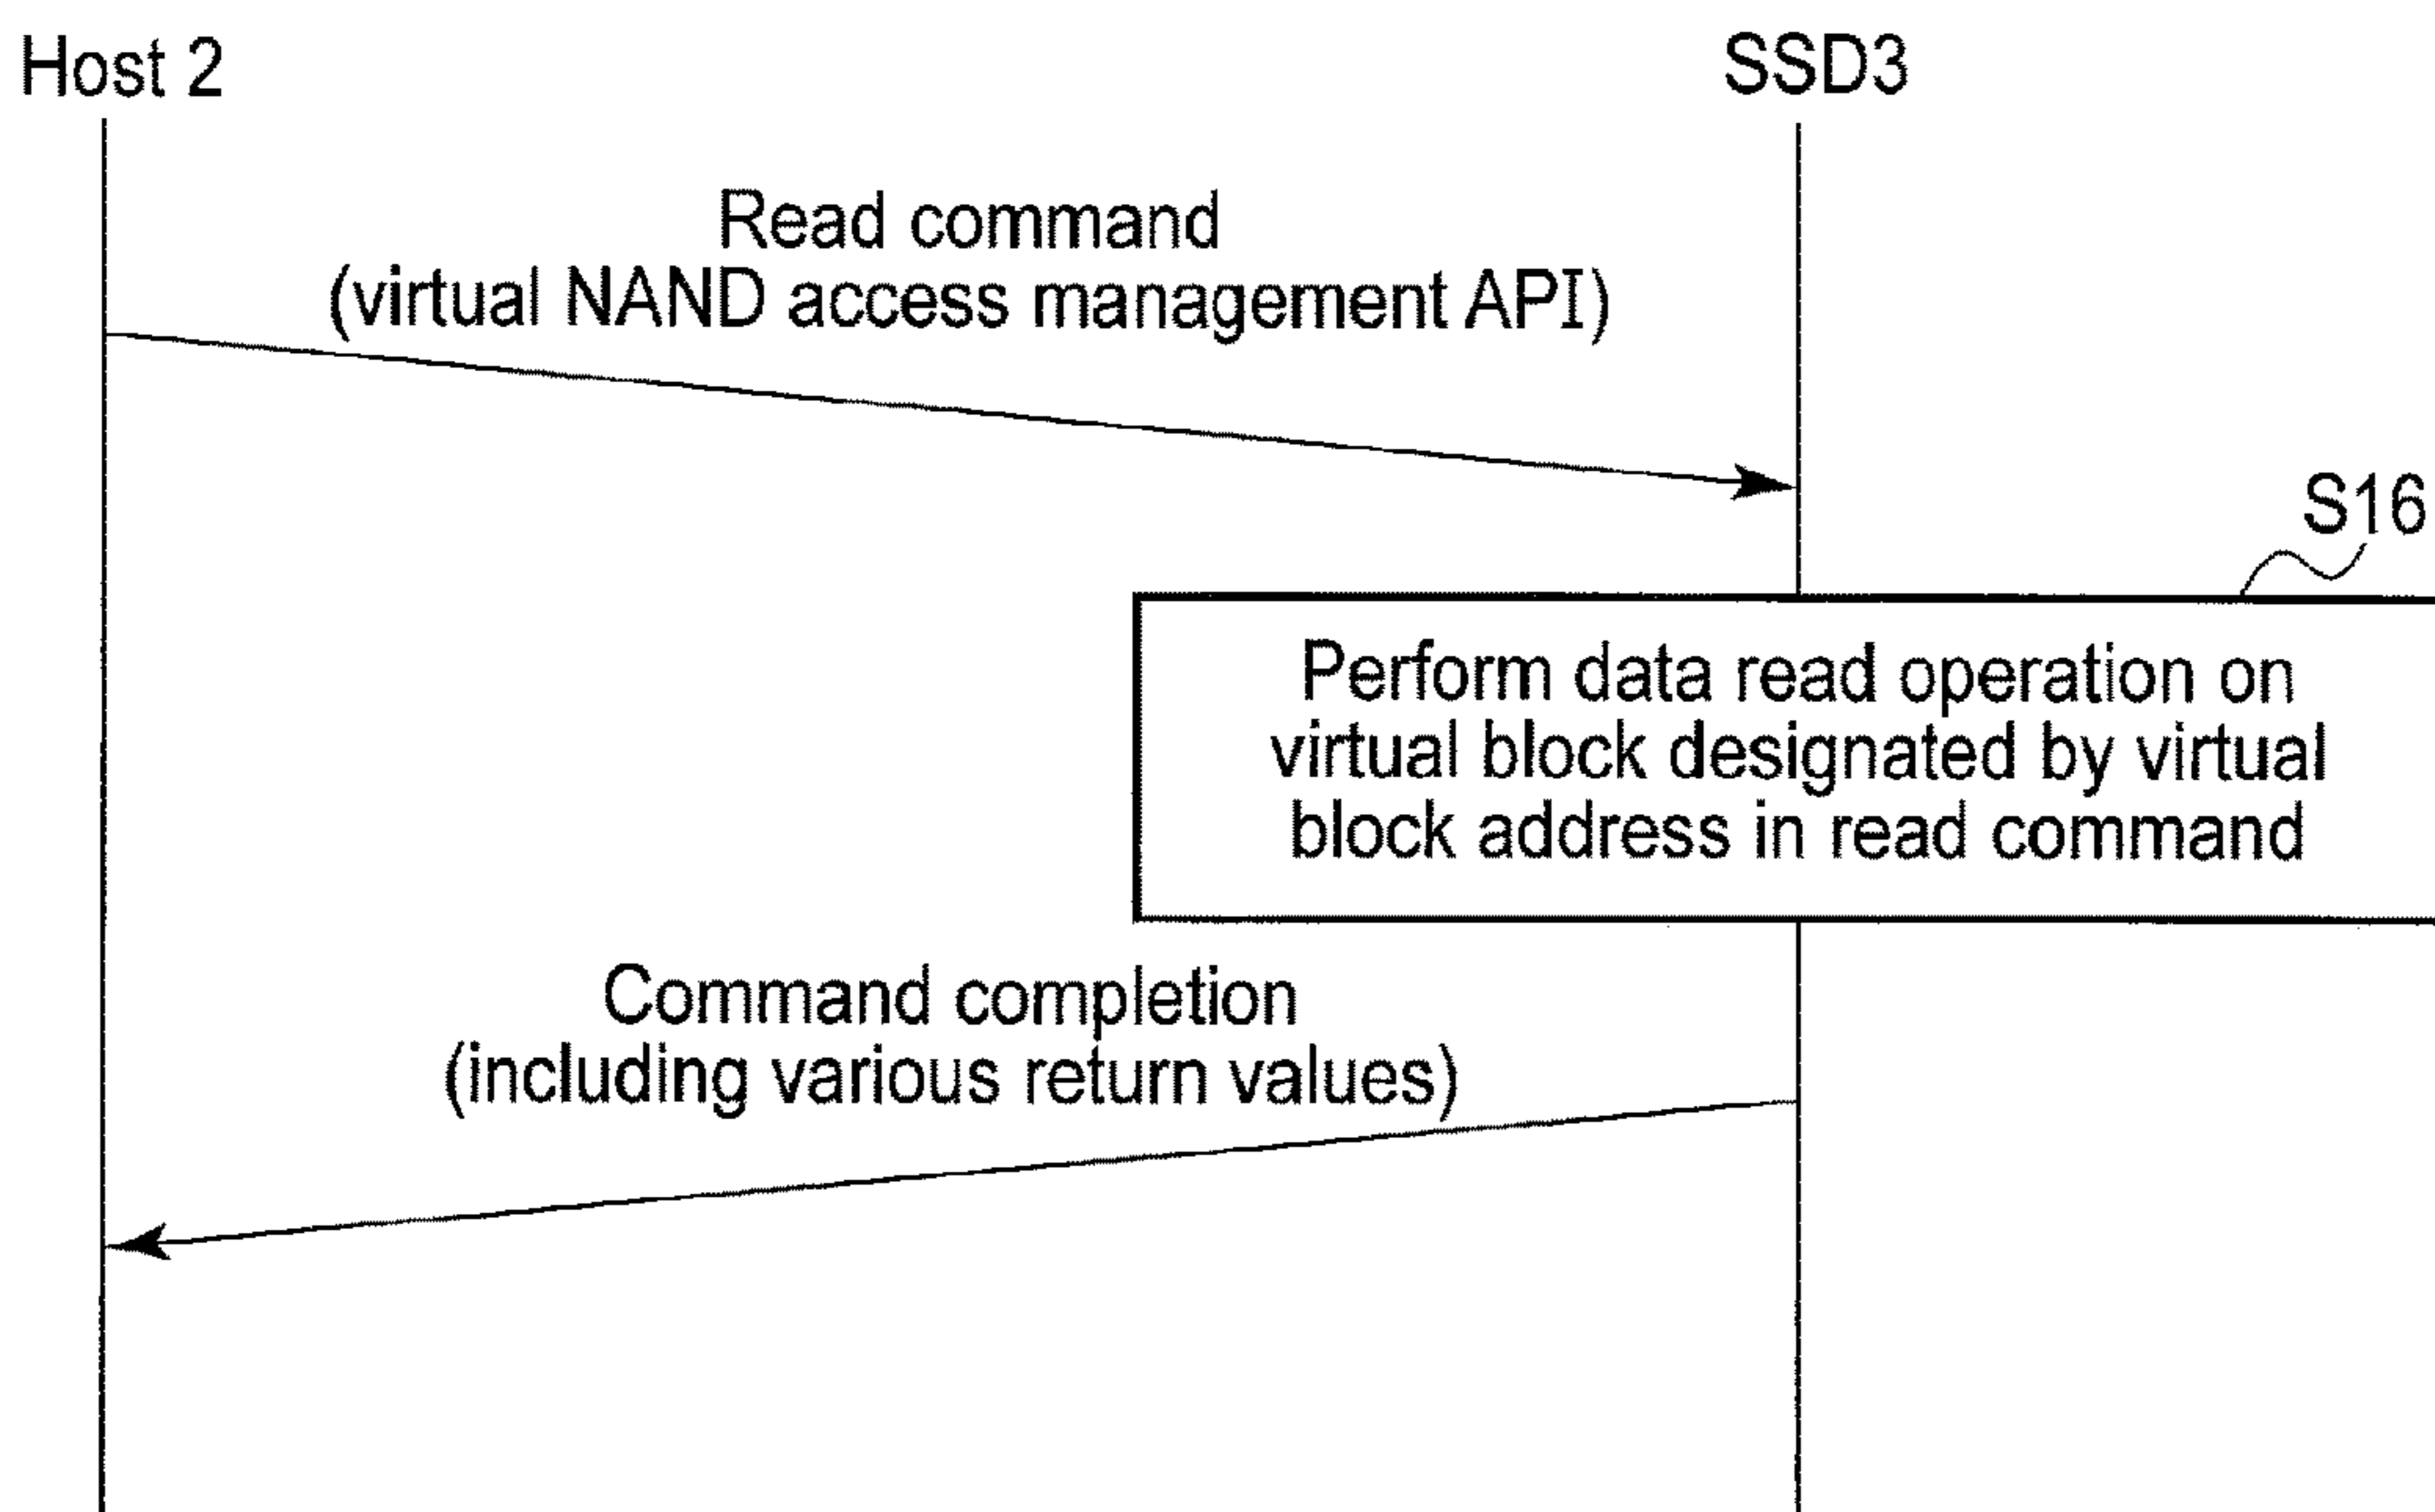 Host 2
SSD3
Read command
(virtual NAND access management API)
S16
Perform data read operation on
virtual block designated by virtual
block address in read command
Command completion
(including various return values)